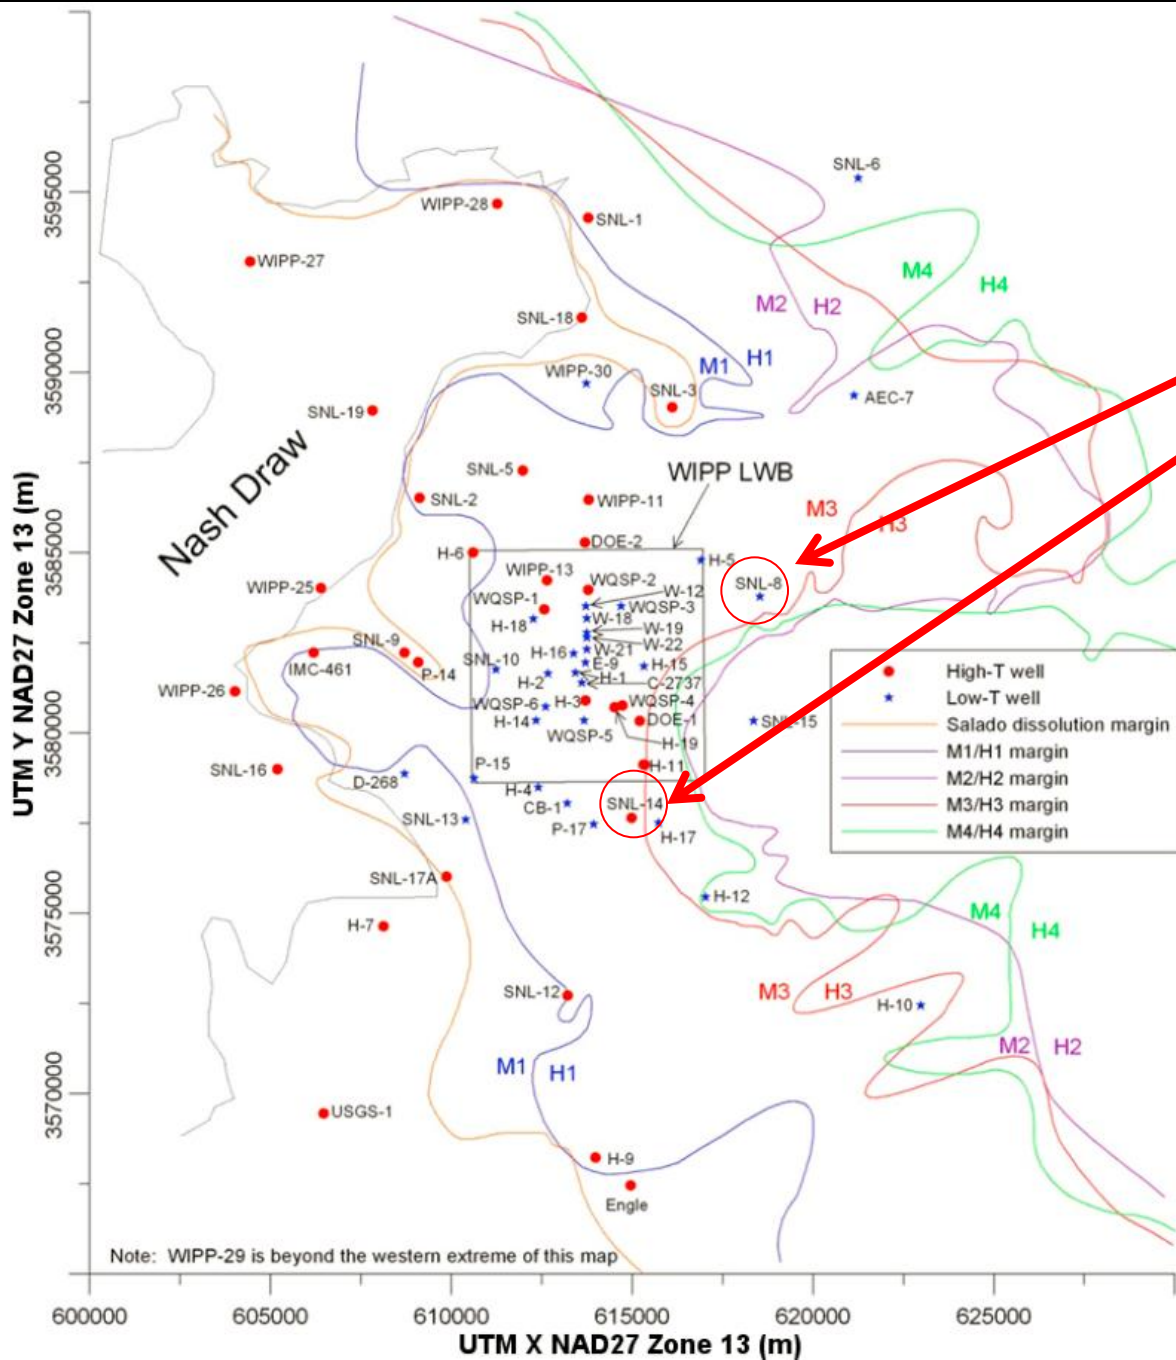 SNL-6
3595000
WIPP-28
SNL-1
WIPP-27
M4
H4
M2
H2
SNL-18
M1
H1
3590000
WIPP-30
SNL-3
AEC-7
SNL-19
Nash Draw
SNL-5
WIPP LWB
SNL-2
WIPP-11
M3
H3
3585000
H-6
DOE-2
H-5
WIPP-13
WQSP-2
SNL-8
WIPP-25
WQSP-1
W-12
WQSP-3
H-18
W-18
W-19
W-22
SNL-9
H-16
W-21
IMC-461
P-14
SNL-10
E-9
H-15
H-2
H-1
C-2737
WIPP-26
WQSP-6
H-3
WQSP-4
H-14
DOE-1
SNL-15
WQSP-5
H-19
3580000
SNL-16
P-15
H-11
D-268
H-4
CB-1
SNL-14
SNL-13
P-17
H-17
High-T well
Low-T well
Salado dissolution margin
M1/H1 margin
M2/H2 margin
M3/H3 margin
M4/H4 margin
SNL-17A
H-12
3575000
H-7
M4
H4
SNL-12
M3
H3
H-10
M1
H1
M2
H2
3570000
USGS-1
H-9
Engle
Note: WIPP-29 is beyond the western extreme of this map
UTM Y NAD27 Zone 13 (m)
600000 605000 610000 615000 620000 625000
UTM X NAD27 Zone 13 (m)